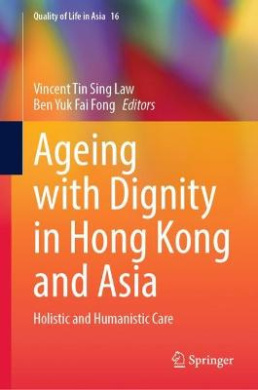 Quality of Life in Asia 16
Vincent Tin Sing Law
Ben Yuk Fai Fong Editors
Ageing
with Dignity
in Hong Kong
and Asia
Holistic and Humanistic Care
Springer